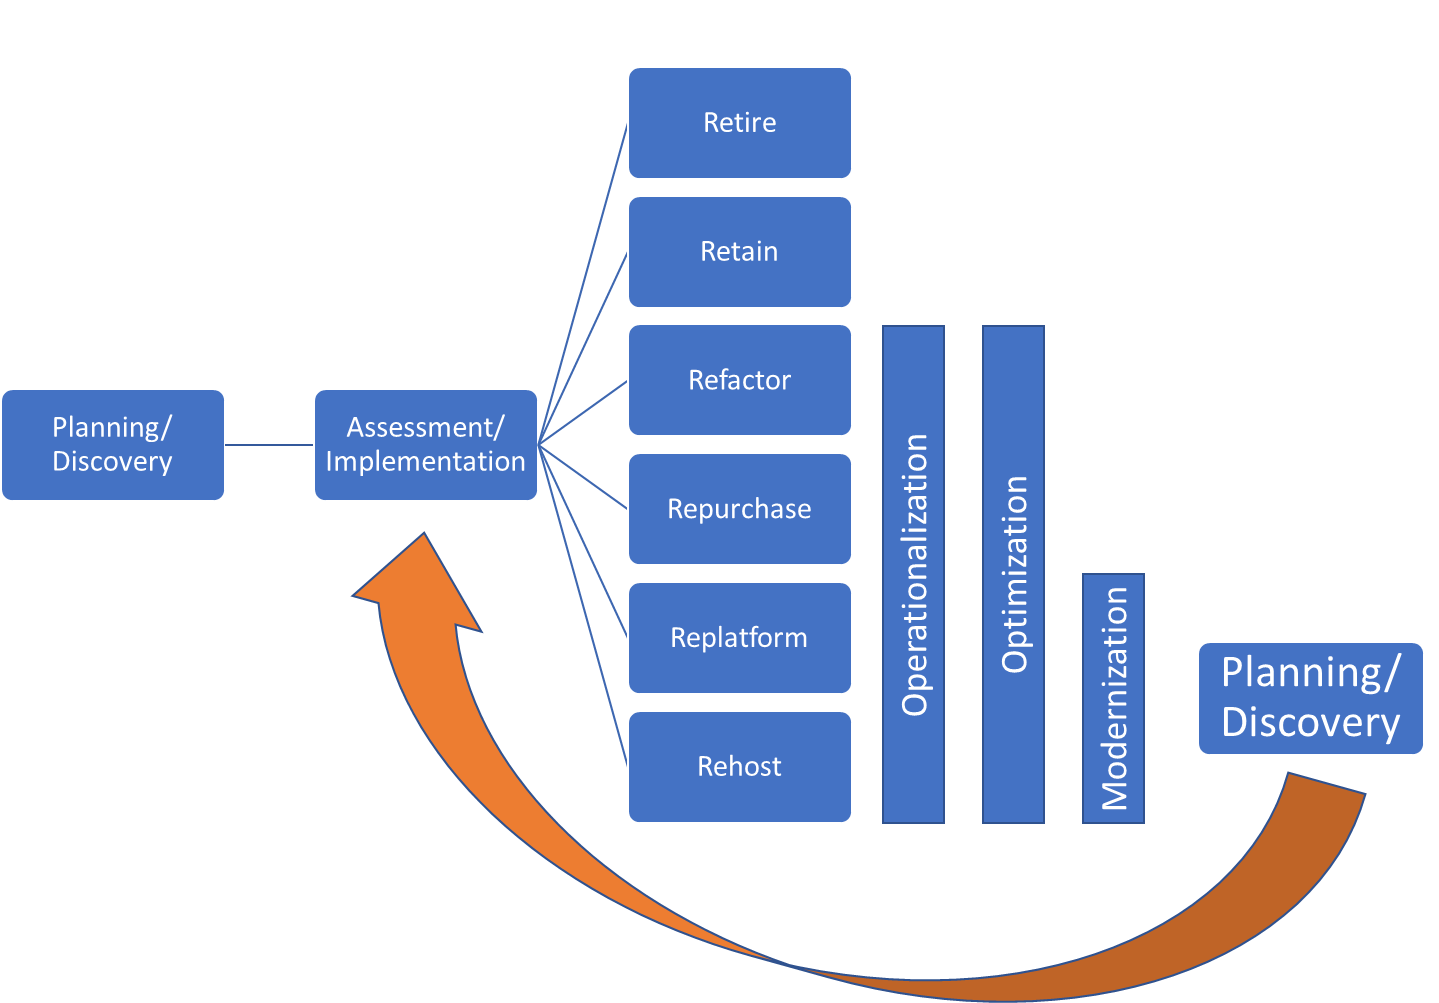 Planning/
Discovery
Assessment/
Implementation
Retire
Retain
Refactor
Repurchase
Replatform
Rehost
Operationalization
Optimization
Modernization
Planning/
Discovery